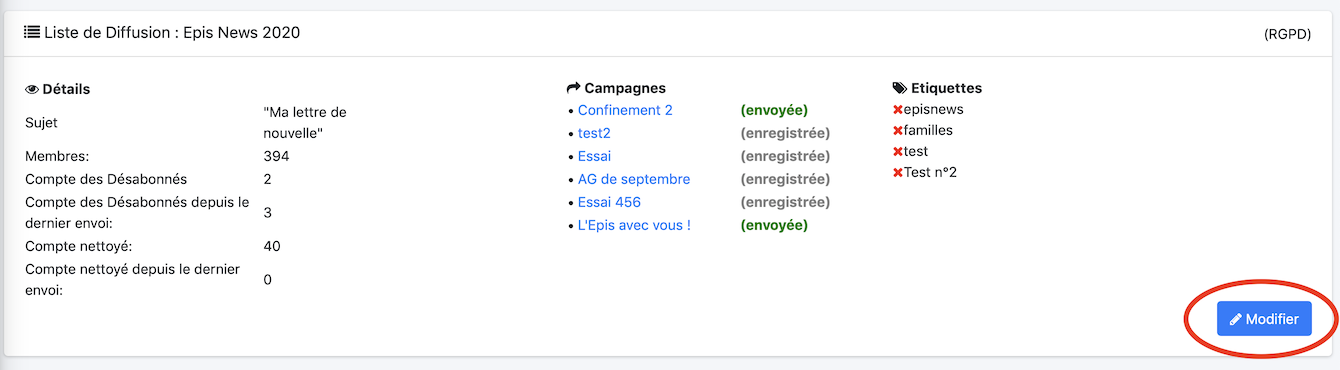 Liste de Diffusion : Epis News 2020
(RGPD)
Détails
Sujet
"Ma lettre de
nouvelle"
Membres:
394
Compte des Désabonnés
2
Compte des Désabonnés depuis le
dernier envoi:
3
Compte nettoyé:
40
Compte nettoyé depuis le dernier
envoi:
0
Campagnes
• Confinement 2 (envoyée)
• test2 (enregistrée)
• Essai (enregistrée)
• AG de septembre (enregistrée)
• Essai 456 (enregistrée)
• L'Epis avec vous ! (envoyée)
Etiquettes
episnews
familles
test
Test n°2
Modifier